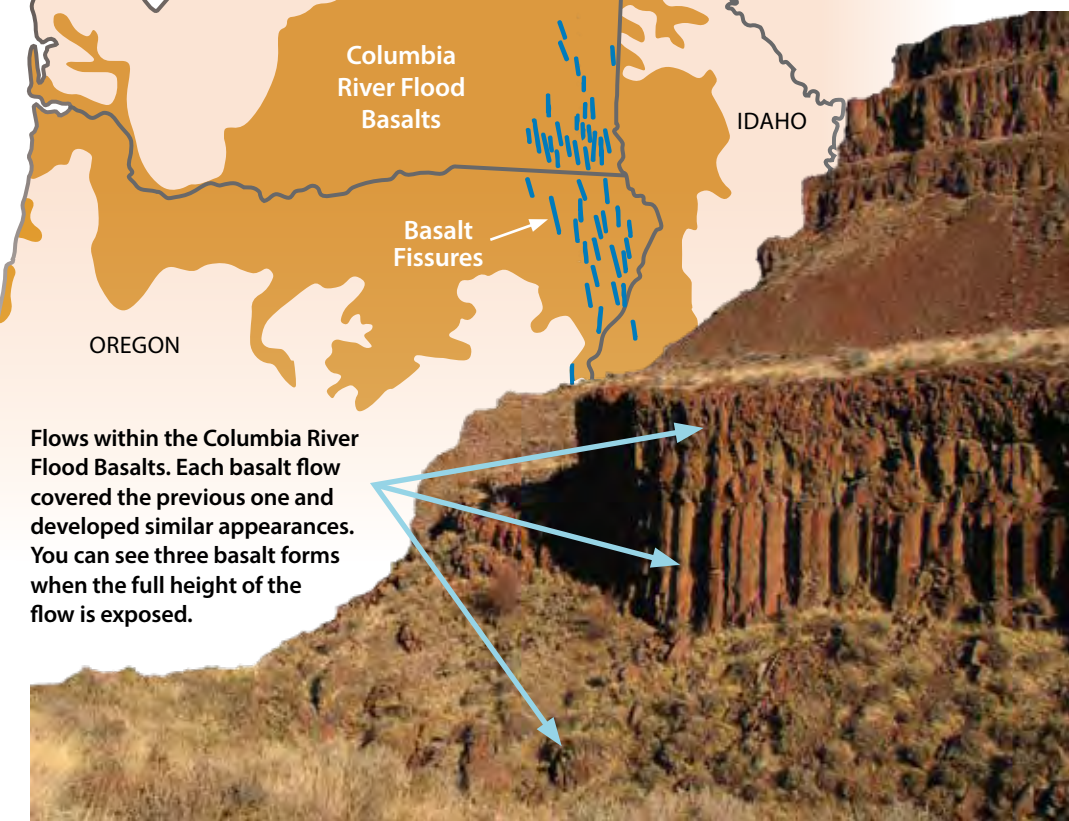 Columbia
River Flood
Basalts
IDAHO
Basalt
Fissures
OREGON
Flows within the Columbia River
Flood Basalts. Each basalt flow
covered the previous one and
developed similar appearances.
You can see three basalt forms
when the full height of the
flow is exposed.